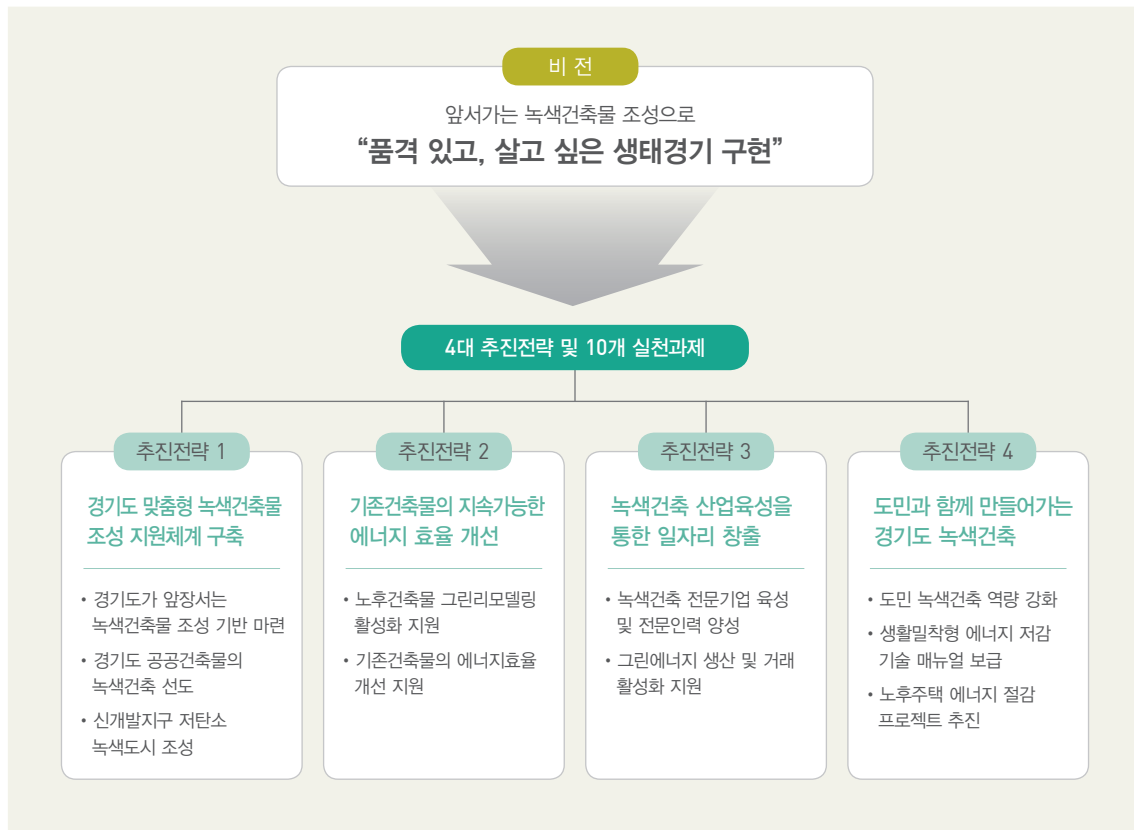 비 전
앞서가는 녹색건축물 조성으로
“품격 있고, 살고 싶은 생태경기 구현”
4대 추진전략 및 10개 실천과제
추진전략 1
경기도 맞춤형 녹색건축물
조성 지원체계 구축
• 경기도가 앞장서는
녹색건축물 조성 기반 마련
• 경기도 공공건축물의
녹색건축 선도
• 신개발지구 저탄소
녹색도시 조성
추진전략 2
기존건축물의 지속가능한
에너지 효율 개선
• 노후건축물 그린리모델링
활성화 지원
• 기존건축물의 에너지효율
개선 지원
추진전략 3
녹색건축 산업육성을
통한 일자리 창출
• 녹색건축 전문기업 육성
및 전문인력 양성
• 그린에너지 생산 및 거래
활성화 지원
추진전략 4
도민과 함께 만들어가는
경기도 녹색건축
• 도민 녹색건축 역량 강화
• 생활밀착형 에너지 저감
기술 매뉴얼 보급
• 노후주택 에너지 절감
프로젝트 추진